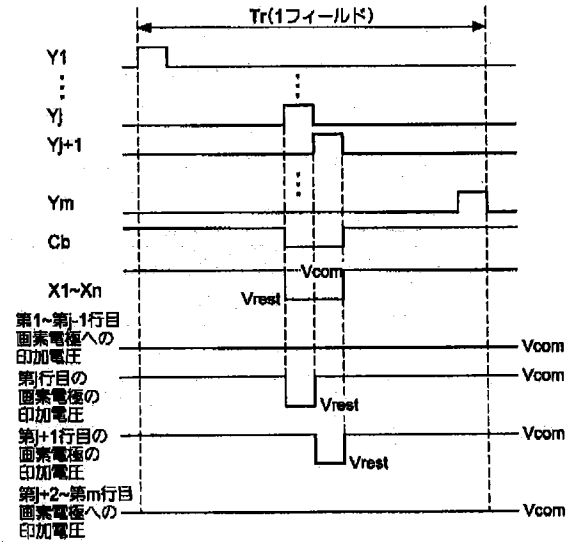 Tr(1フィールド)
Y1
Yj
Yj+1
Ym
Cb
Vcom
X1~Xn
Vrest
第1~第j-1行目
画素電極への
印加電圧
Vcom
第j行目の
画素電極の
印加電圧
Vcom
Vrest
第j+1行目の
画素電極の
印加電圧
Vcom
Vrest
第j+2~第m行目
画素電極への
印加電圧
Vcom